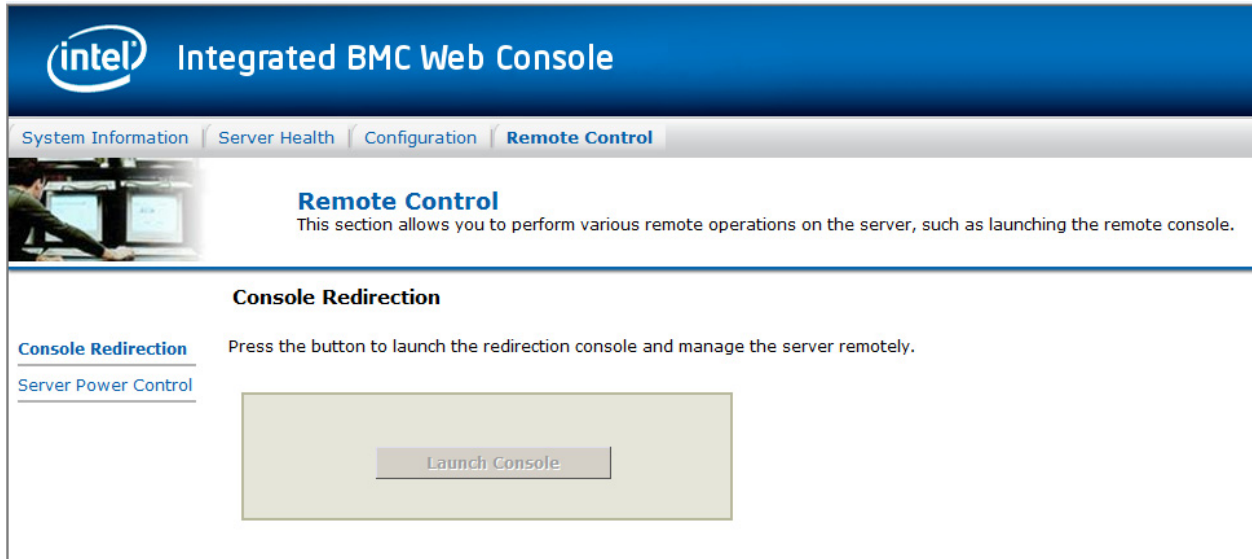 intel® Integrated BMC Web Console
System Information Server Health Configuration Remote Control
Remote Control
This section allows you to perform various remote operations on the server, such as launching the remote console.
Console Redirection
Console Redirection
Server Power Control
Press the button to launch the redirection console and manage the server remotely.
Launch Console